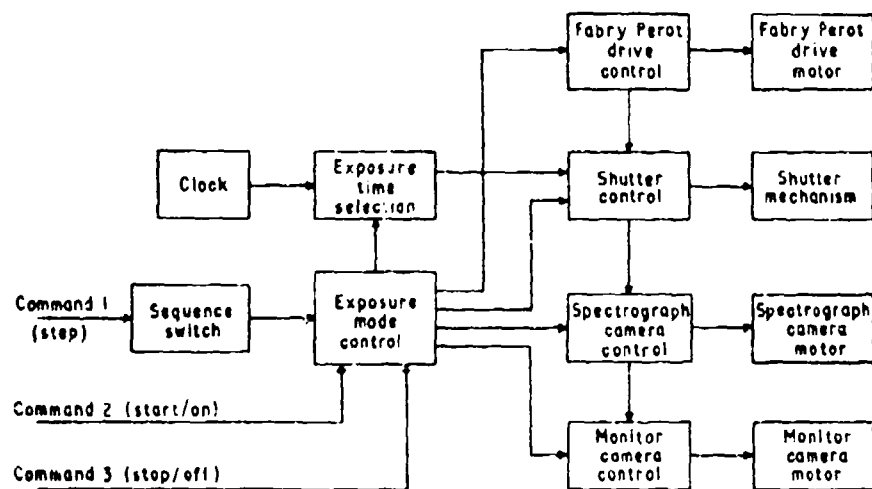 Fabry Perot
drive
control
Fabry Perot
drive
motor
Clock
Exposure
time
selection
Shutter
control
Shutter
mechanism
Command 1
(step)
Sequence
switch
Exposure
mode
control
Spectrograph
camera
control
Spectrograph
camera
motor
Command 2 (start/on)
Command 3 (stop/off)
Monitor
camera
control
Monitor
camera
motor